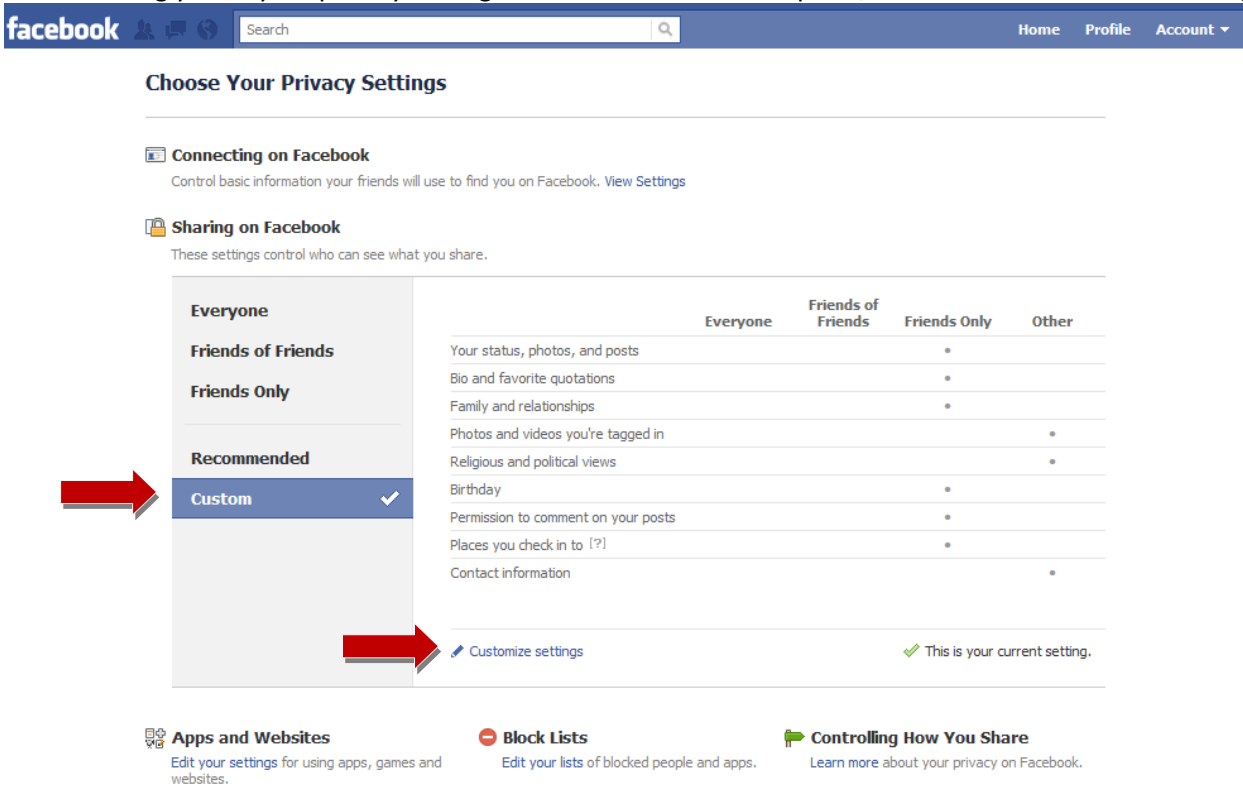 facebook Search Home Profile Account
Choose Your Privacy Settings
Connecting on Facebook
Control basic information your friends will use to find you on Facebook. View Settings
Sharing on Facebook
These settings control who can see what you share.
Everyone
Friends of Friends
Friends Only
Recommended
Custom
Everyone Friends of Friends Friends Only Other
Your status, photos, and posts
Bio and favorite quotations
Family and relationships
Photos and videos you're tagged in
Religious and political views
Birthday
Permission to comment on your posts
Places you check in to [?]
Contact information
Customize settings This is your current setting.
Apps and Websites
Edit your settings for using apps, games and
websites.
Block Lists
Edit your lists of blocked people and apps.
Controlling How You Share
Learn more about your privacy on Facebook.